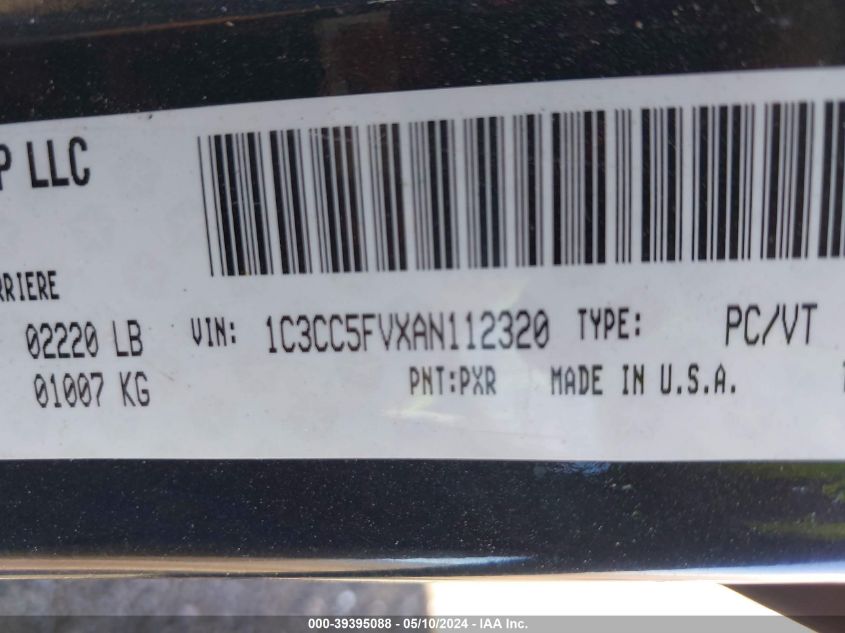 P LLC
RRIERE
02220 LB VIN: 1C3CC5FVXAN112320 TYPE: PC/VT
01007 KG PNT:PXR MADE IN U.S.A.
000-39395088 - 05/10/2024 - IAA Inc.